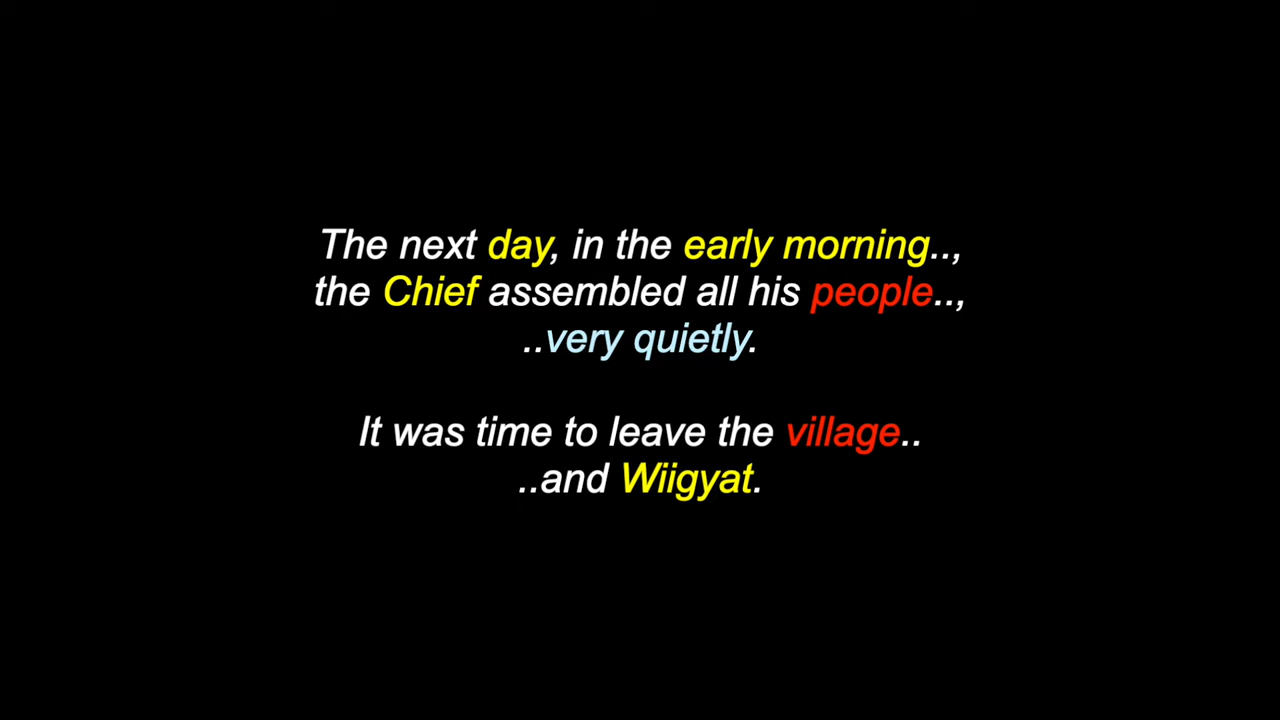 The next day, in the early morning..,
the Chief assembled all his people..,
..very quietly.
It was time to leave the village..
..and Wiigyat.